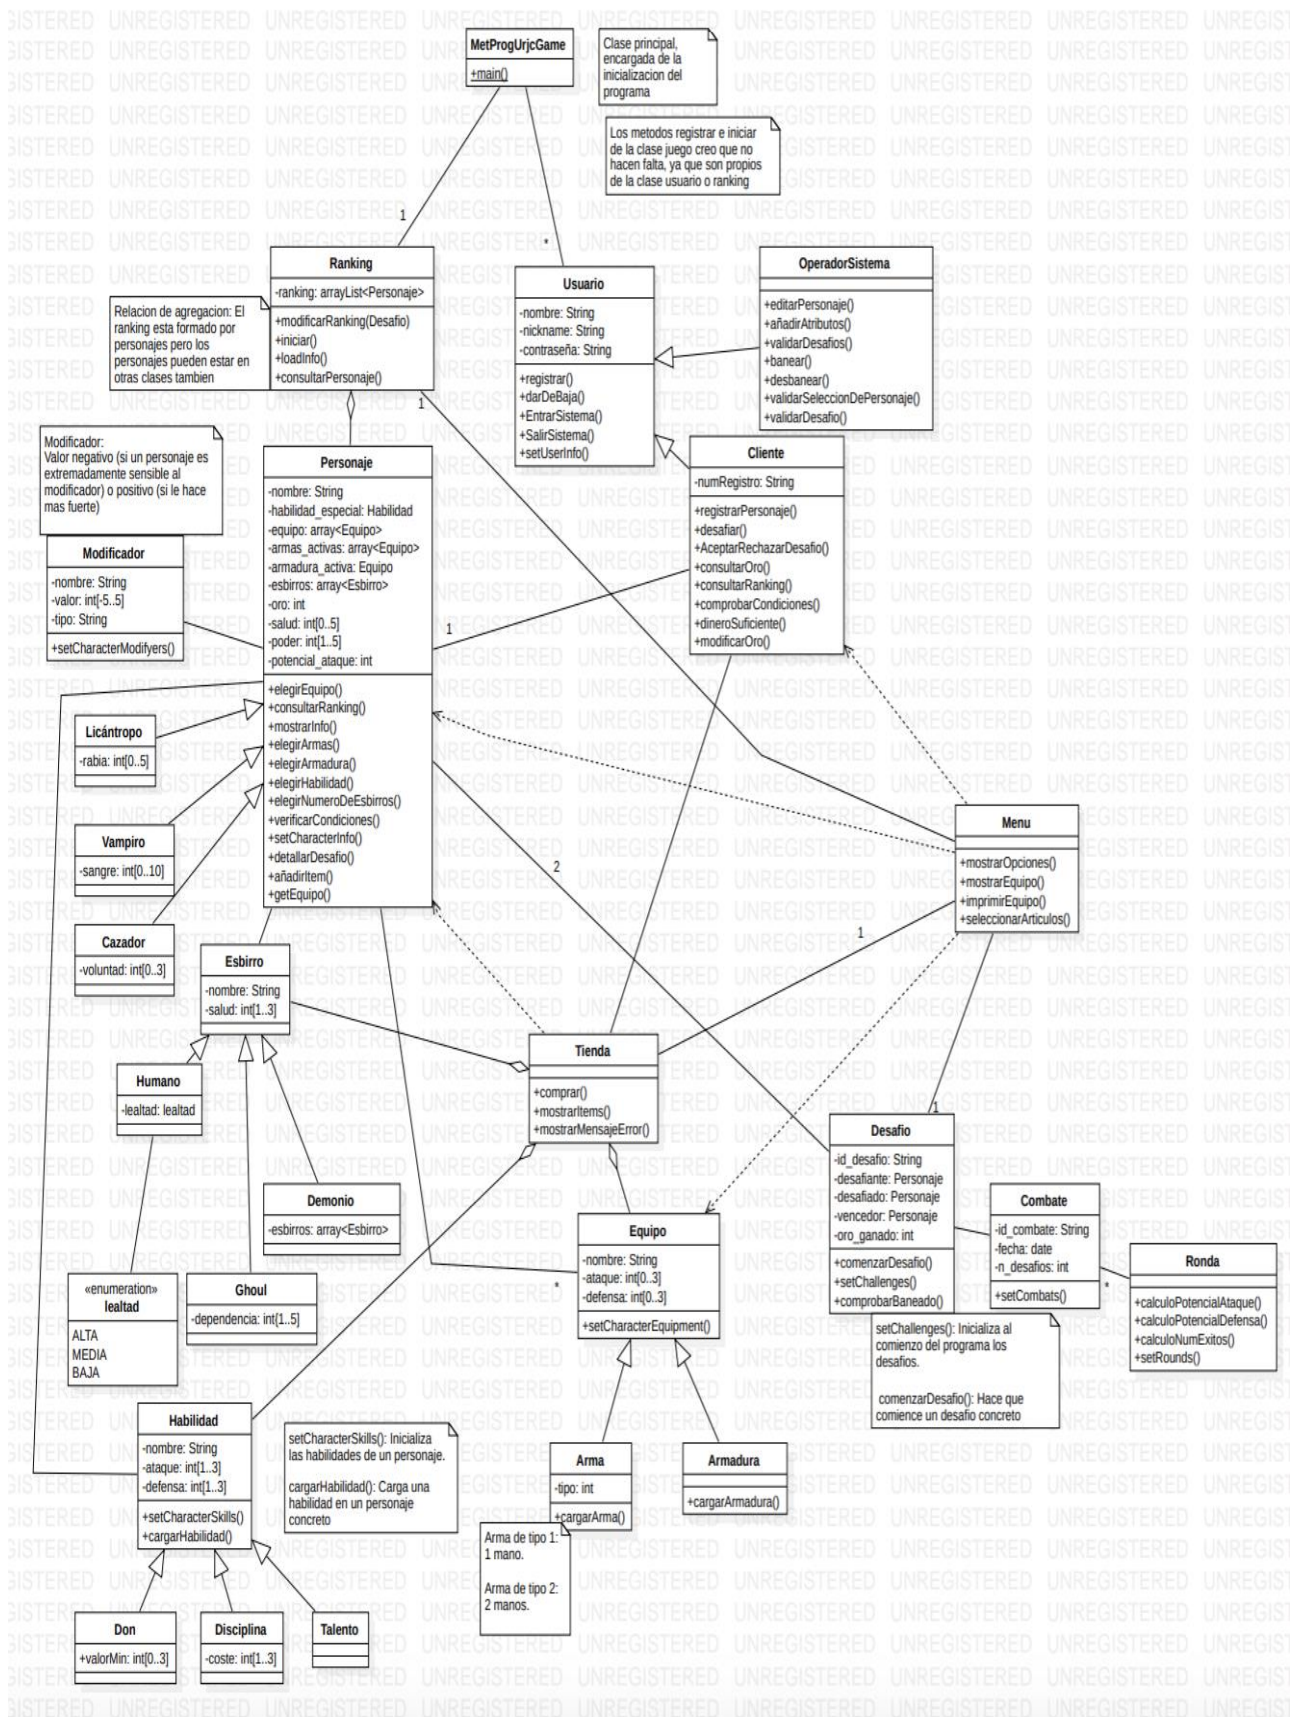 MetProgUrjcGame
+main()
Clase principal,
encargada de la
inicializacion del
programa
Los metodos registrar e iniciar
de la clase juego creo que no
hacen falta, ya que son propios
de la clase usuario o ranking
1
*
Ranking
-ranking: arrayList<Personaje>
+modificarRanking(Desafio)
+iniciar()
+loadInfo()
+consultarPersonaje()
Relacion de agregacion: El
ranking esta formado por
personajes pero los
personajes pueden estar en
otras clases tambien
Usuario
-nombre: String
-nickname: String
-contraseña: String
+registrar()
+darDeBaja()
+EntrarSistema()
+SalirSistema()
+setUserInfo()
OperadorSistema
+editarPersonaje()
+añadirAtributos()
+validarDesafios()
+banear()
+desbanear()
+validarSeleccionDePersonaje()
+validarDesafio()
1
Modificador:
Valor negativo (si un personaje es
extremadamente sensible al
modificador) o positivo (si le hace
mas fuerte)
Modificador
-nombre: String
-valor: int[-5..5]
-tipo: String
+setCharacterModifyers()
Personaje
-nombre: String
-habilidad_especial: Habilidad
-equipo: array<Equipo>
-armas_activas: array<Equipo>
-armadura_activa: Equipo
-esbirros: array<Esbirro>
-oro: int
-salud: int[0..5]
-poder: int[1..5]
-potencial_ataque: int
+elegirEquipo()
+consultarRanking()
+mostrarInfo()
+elegirArmas()
+elegirArmadura()
+elegirHabilidad()
+elegirNumeroDeEsbirros()
+verificarCondiciones()
+setCharacterInfo()
+detallarDesafio()
+añadirItem()
+getEquipo()
Cliente
-numRegistro: String
+registrarPersonaje()
+desafiar()
+AceptarRechazarDesafio()
+consultarOro()
+consultarRanking()
+comprobarCondiciones()
+dineroSuficiente()
+modificarOro()
1
Licántropo
-rabia: int[0..5]
Vampiro
-sangre: int[0..10]
Cazador
-voluntad: int[0..3]
Menu
+mostrarOpciones()
+mostrarEquipo()
+imprimirEquipo()
+seleccionarArticulos()
2
1
Esbirro
-nombre: String
-salud: int[1..3]
Humano
-lealtad: lealtad
Tienda
+comprar()
+mostrarItems()
+mostrarMensajeError()
1
Desafio
-id_desafio: String
-desafiante: Personaje
-desafiado: Personaje
-vencedor: Personaje
-oro_ganado: int
+comenzarDesafio()
+setChallenges()
+comprobarBaneado()
Combate
-id_combate: String
-fecha: date
-n_desafios: int
+setCombats()
*
Ronda
+calculoPotencialAtaque()
+calculoPotencialDefensa()
+calculoNumExitos()
+setRounds()
Demonio
-esbirros: array<Esbirro>
Equipo
-nombre: String
-ataque: int[0..3]
-defensa: int[0..3]
+setCharacterEquipment()
*
«enumeration»
lealtad
ALTA
MEDIA
BAJA
Ghoul
-dependencia: int[1..5]
setChallenges(): Inicializa al
comienzo del programa los
desafios.
comenzarDesafio(): Hace que
comience un desafio concreto
Habilidad
-nombre: String
-ataque: int[1..3]
-defensa: int[1..3]
+setCharacterSkills()
+cargarHabilidad()
setCharacterSkills(): Inicializa
las habilidades de un personaje.
cargarHabilidad(): Carga una
habilidad en un personaje
concreto
Arma
-tipo: int
+cargarArma()
Armadura
+cargarArmadura()
Arma de tipo 1:
1 mano.
Arma de tipo 2:
2 manos.
Don
+valorMin: int[0..3]
Disciplina
-coste: int[1..3]
Talento
UNREGISTERED